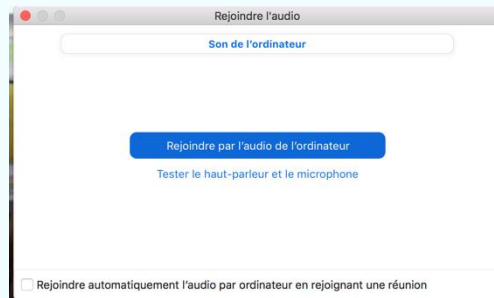 Rejoindre l'audio
Son de l'ordinateur
Rejoindre par l'audio de l'ordinateur
Tester le haut-parleur et le microphone
Rejoindre automatiquement l'audio par ordinateur en rejoignant une réunion